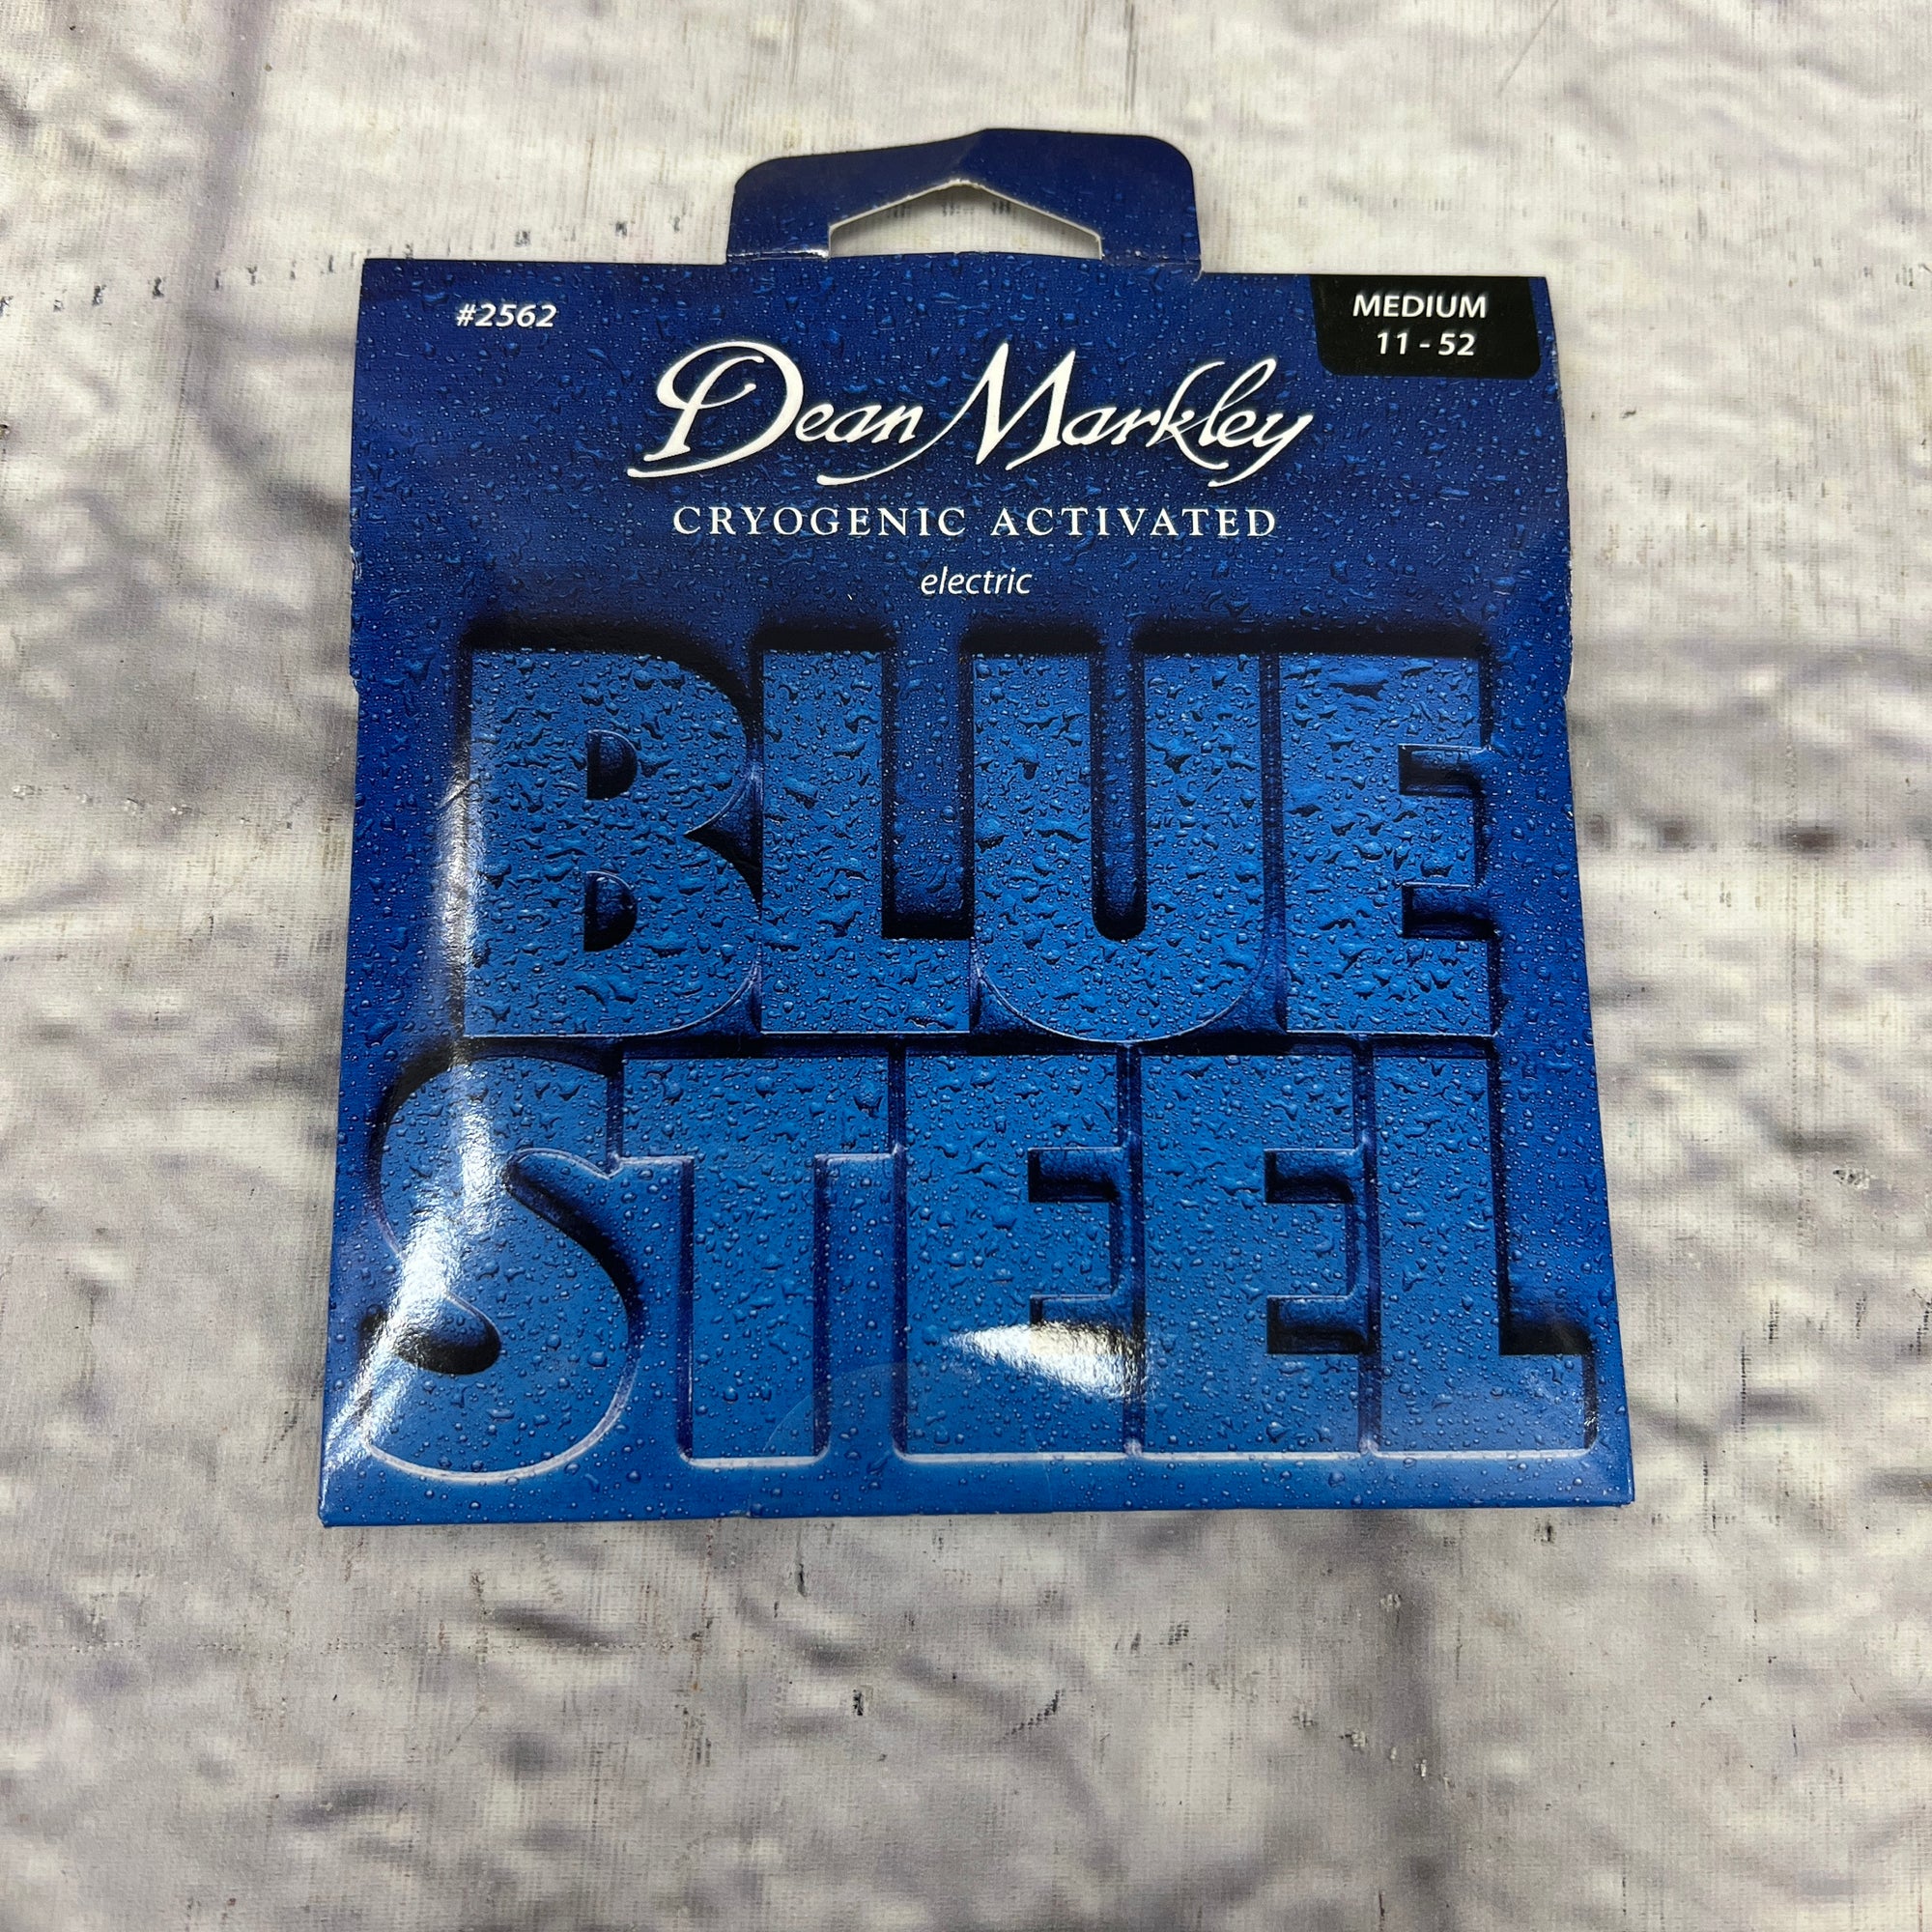 #2562
MEDIUM
11 - 52
Dean Markley
CRYOGENIC ACTIVATED
electric
BLUE
STEEL